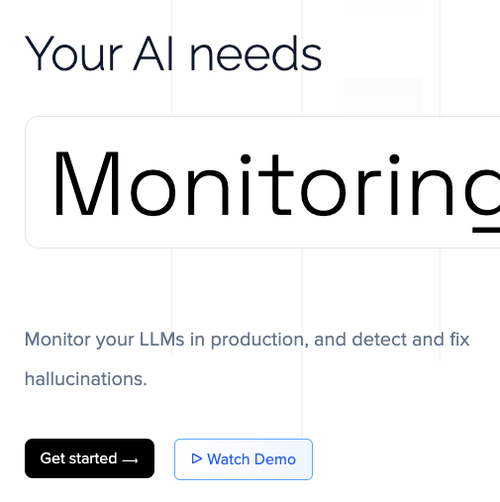 Your AI needs
Monitoring
Monitor your LLMs in production, and detect and fix
hallucinations.
Get started →
Watch Demo